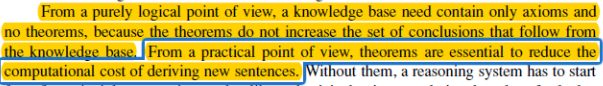 From a purely logical point of view, a knowledge base need contain only axioms and
no theorems, because the theorems do not increase the set of conclusions that follow from
the knowledge base. From a practical point of view, theorems are essential to reduce the
computational cost of deriving new sentences. Without them, a reasoning system has to start